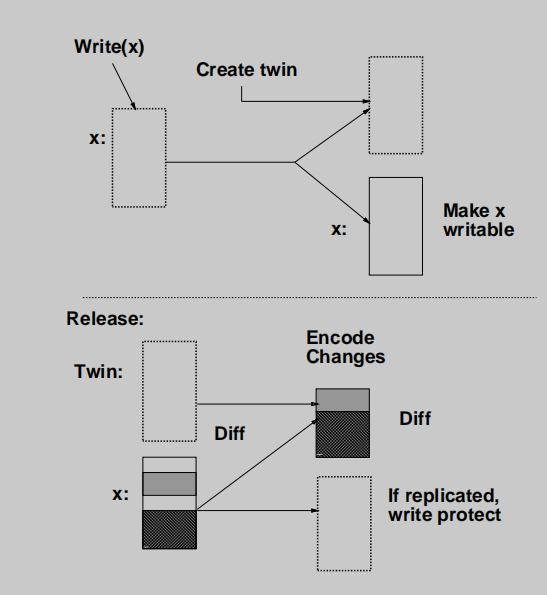 Write(x)
Create twin
x:
x:
Make x
writable
Release:
Encode
Changes
Twin:
Diff
Diff
x:
If replicated,
write protect